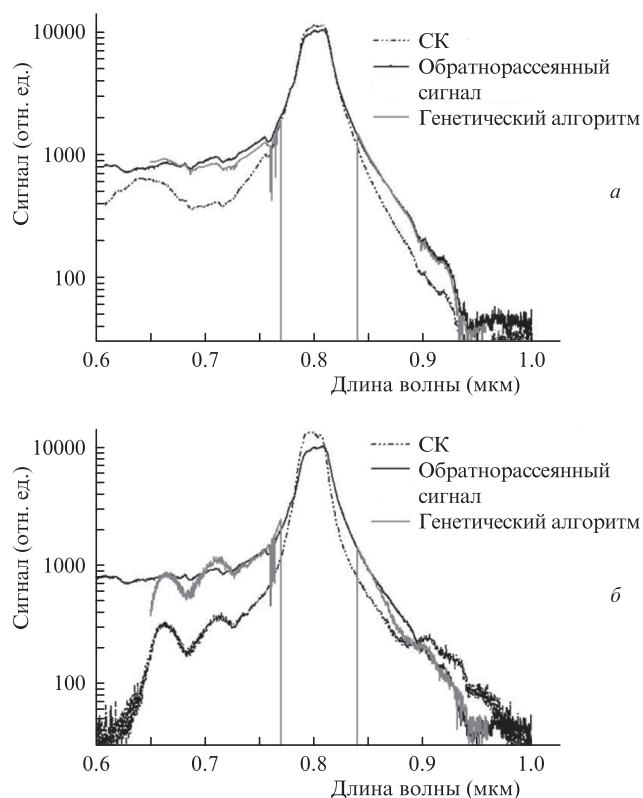 10000
1000
100
Сигнал (отн. ед.)
СК
Обратнорассеянный
сигнал
Генетический алгоритм
а
0.6 0.7 0.8 0.9 1.0
Длина волны (мкм)
10000
1000
100
Сигнал (отн. ед.)
СК
Обратнорассеянный
сигнал
Генетический алгоритм
б
0.6 0.7 0.8 0.9 1.0
Длина волны (мкм)